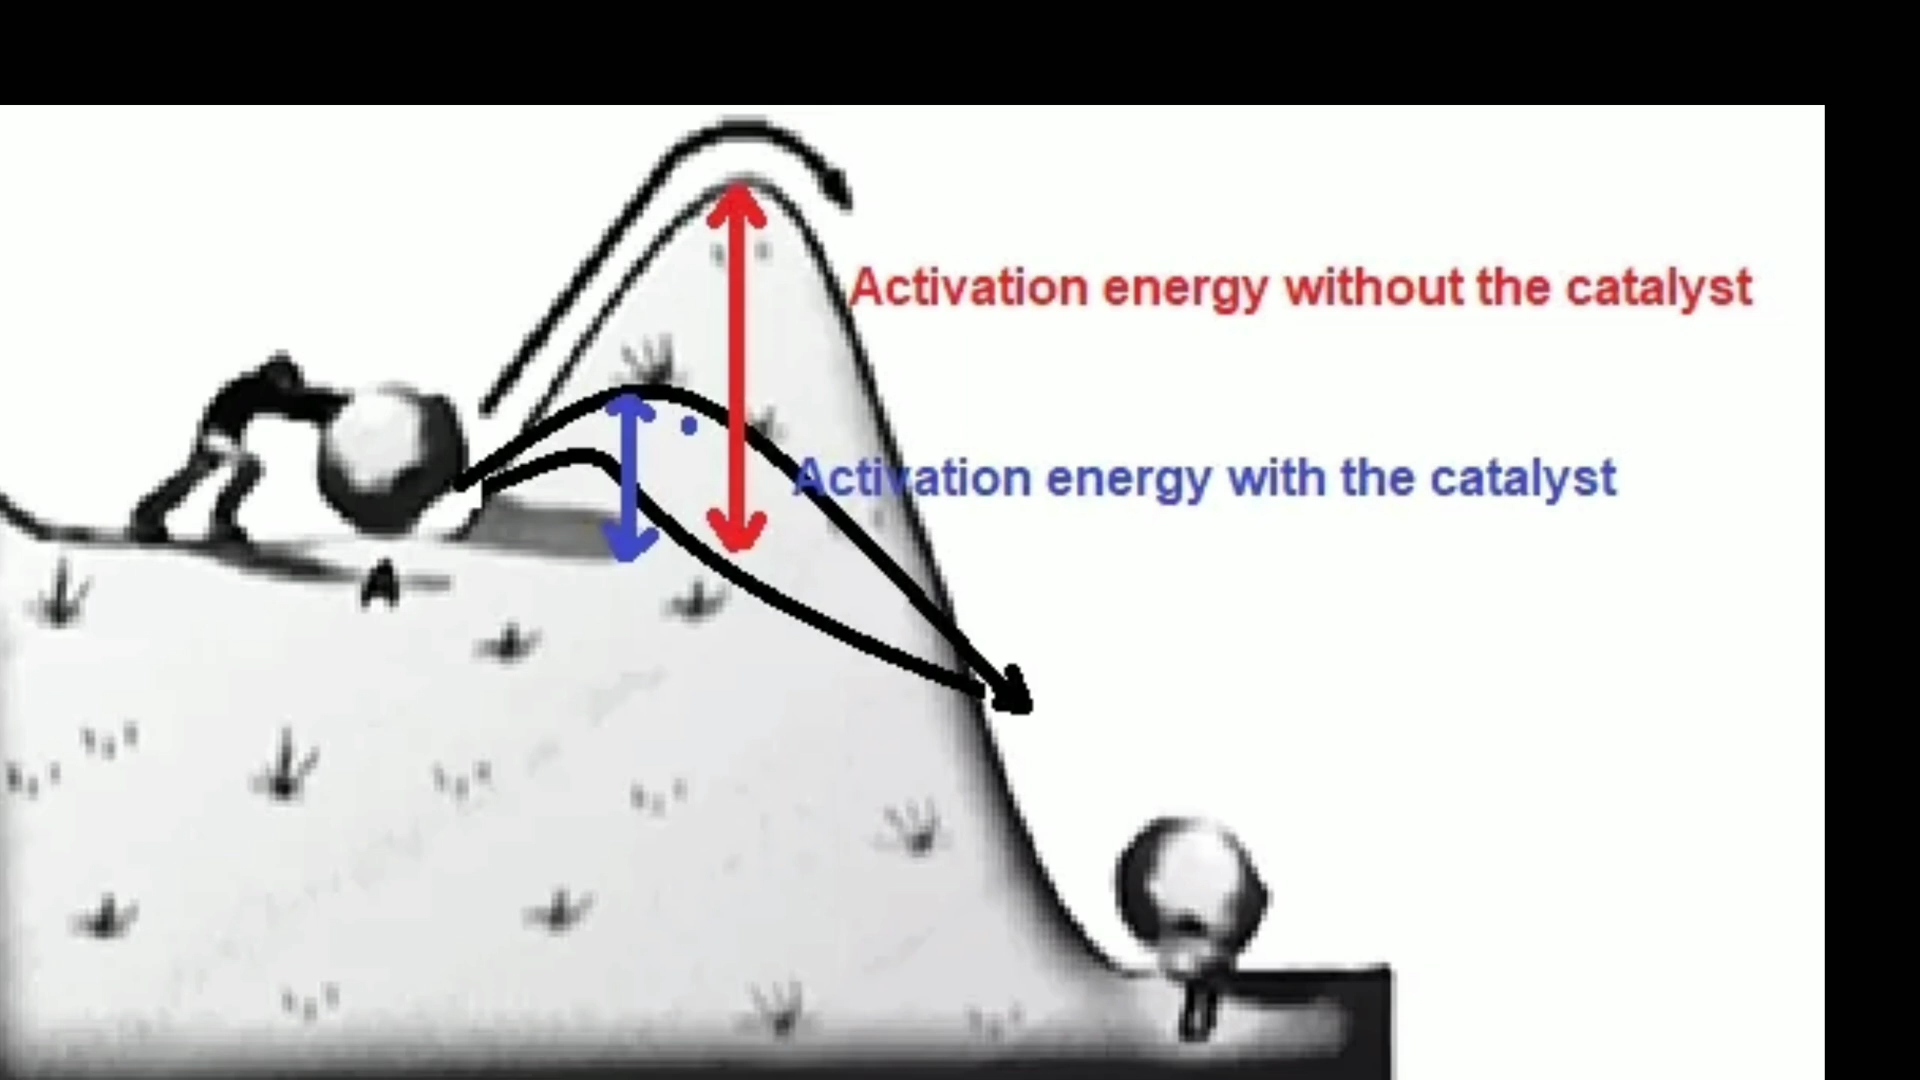 Activation energy without the catalyst
Activation energy with the catalyst
A